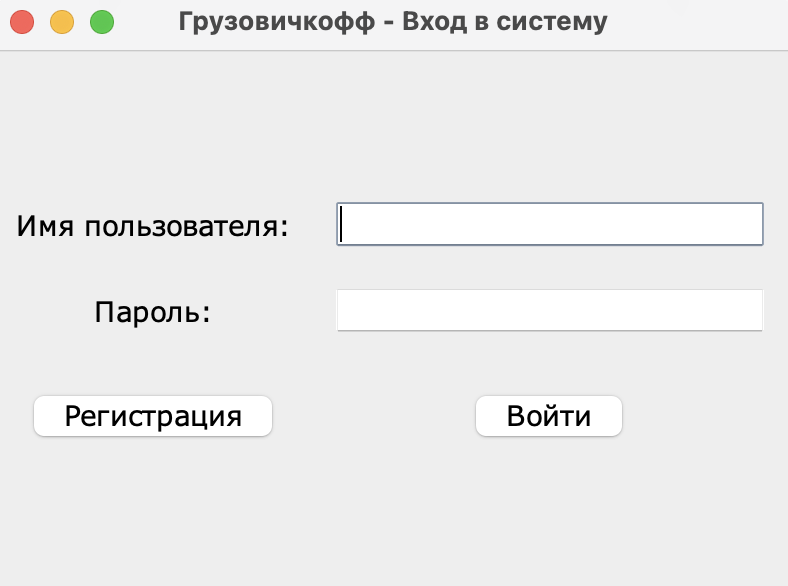 Грузовичкофф - Вход в систему
Имя пользователя:
Пароль:
Регистрация
Войти